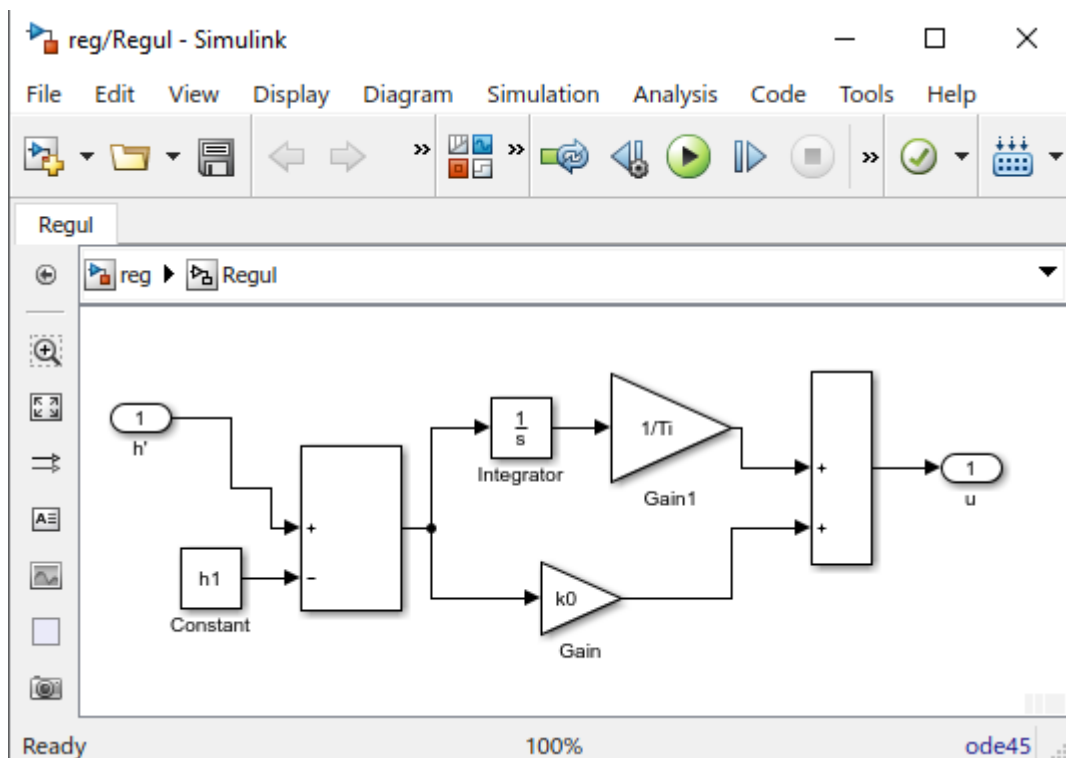 reg/Regul - Simulink
File Edit View Display Diagram Simulation Analysis Code Tools Help
Regul
reg Regul
1
h'
h1
Constant
+
−
1
s
Integrator
1/Ti
Gain1
k0
Gain
+
+
1
u
Ready 100% ode45